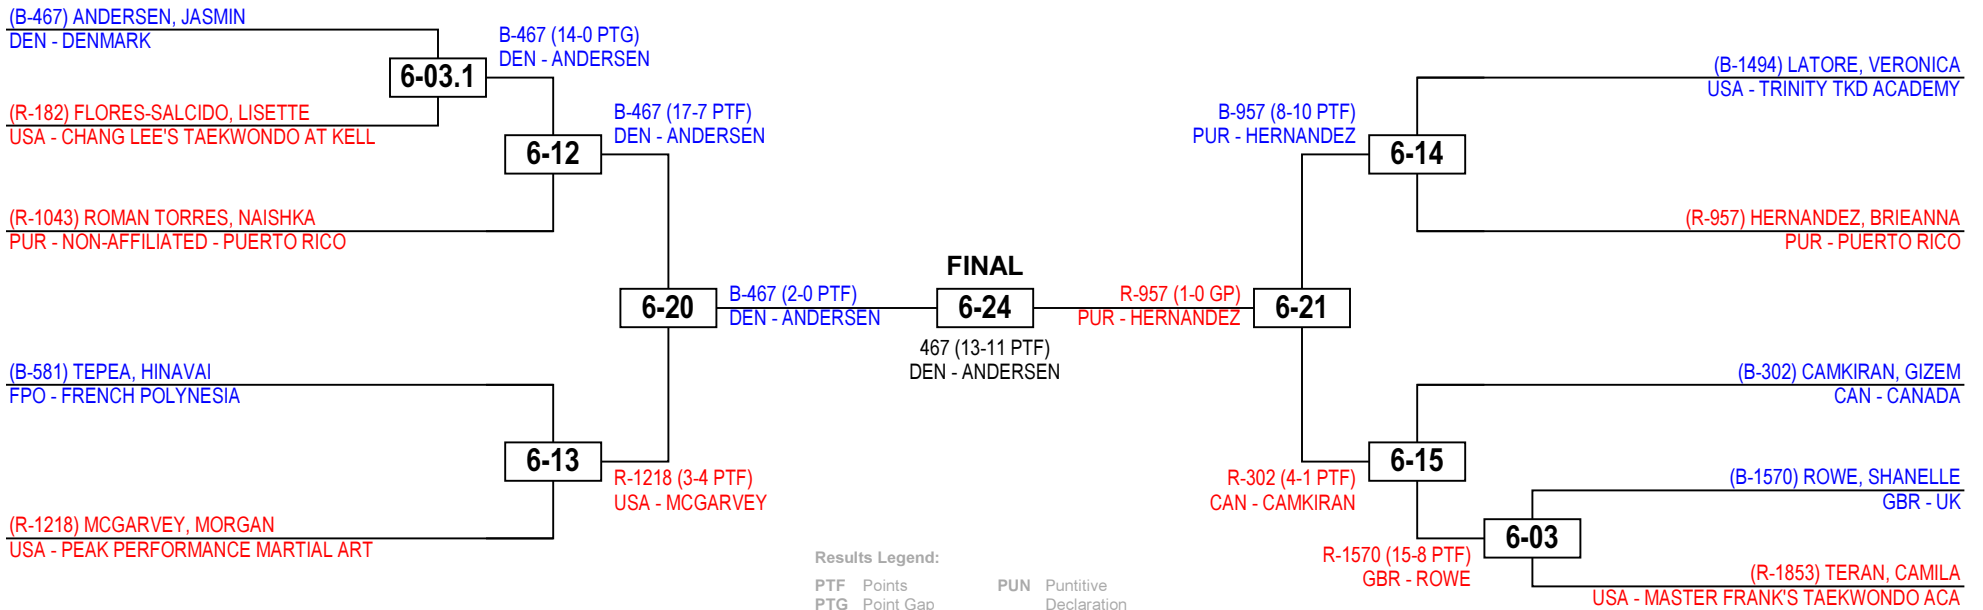 (B-467) ANDERSEN, JASMIN
DEN - DENMARK
B-467 (14-0 PTG)
DEN - ANDERSEN
6-03.1
(R-182) FLORES-SALCIDO, LISETTE
USA - CHANG LEE'S TAEKWONDO AT KELL
B-467 (17-7 PTF)
DEN - ANDERSEN
6-12
(R-1043) ROMAN TORRES, NAISHKA
PUR - NON-AFFILIATED - PUERTO RICO
6-20
B-467 (2-0 PTF)
DEN - ANDERSEN
(B-581) TEPEA, HINAVAI
FPO - FRENCH POLYNESIA
6-13
R-1218 (3-4 PTF)
USA - MCGARVEY
(R-1218) MCGARVEY, MORGAN
USA - PEAK PERFORMANCE MARTIAL ART
FINAL
6-24
467 (13-11 PTF)
DEN - ANDERSEN
(B-1494) LATORE, VERONICA
USA - TRINITY TKD ACADEMY
B-957 (8-10 PTF)
PUR - HERNANDEZ
6-14
(R-957) HERNANDEZ, BRIEANNA
PUR - PUERTO RICO
R-957 (1-0 GP)
PUR - HERNANDEZ
6-21
(B-302) CAMKIRAN, GIZEM
CAN - CANADA
6-15
R-302 (4-1 PTF)
CAN - CAMKIRAN
(B-1570) ROWE, SHANELLE
GBR - UK
6-03
R-1570 (15-8 PTF)
GBR - ROWE
(R-1853) TERAN, CAMILA
USA - MASTER FRANK'S TAEKWONDO ACA
Results Legend:
PTF Points PUN Puntitive
PTG Point Gap Declaration